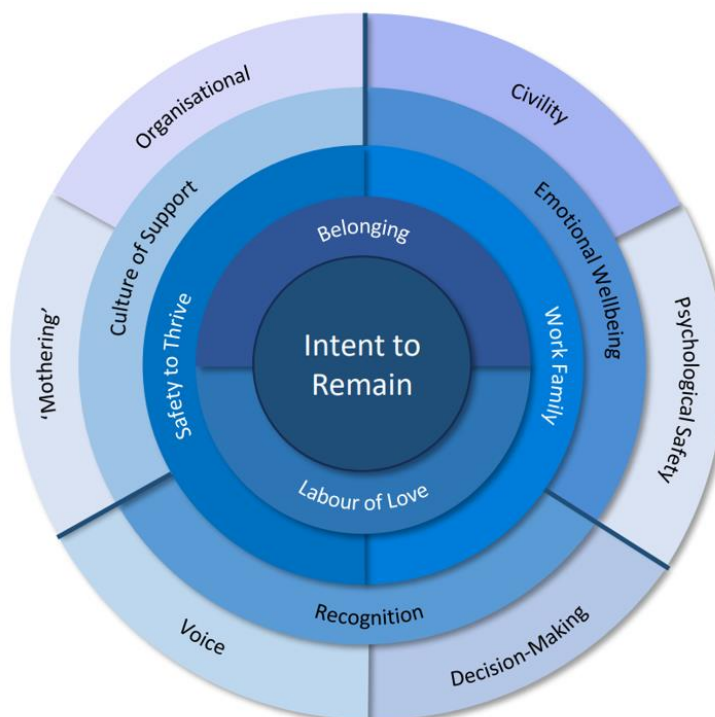 Organisational
Civility
'Mothering'
Culture of Support
Emotional Wellbeing
Psychological Safety
Safety to Thrive
Belonging
Work Family
Intent to
Remain
Labour of Love
Recognition
Voice
Decision-Making